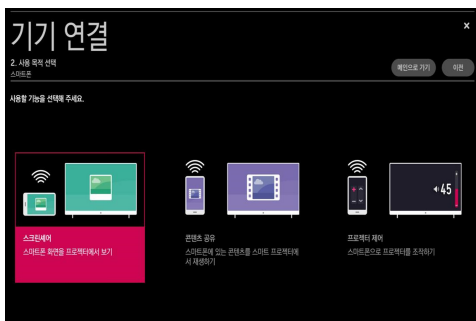 기기 연결
×
2. 사용 목적 선택
스마트폰
메인으로 가기
이전
사용할 기능을 선택해 주세요.
45
스크린쉐어
스마트폰 화면을 프로젝터에서 보기
콘텐츠 공유
스마트폰에 있는 콘텐츠를 스마트 프로젝터에
서 재생하기
프로젝터 제어
스마트폰으로 프로젝터를 조작하기